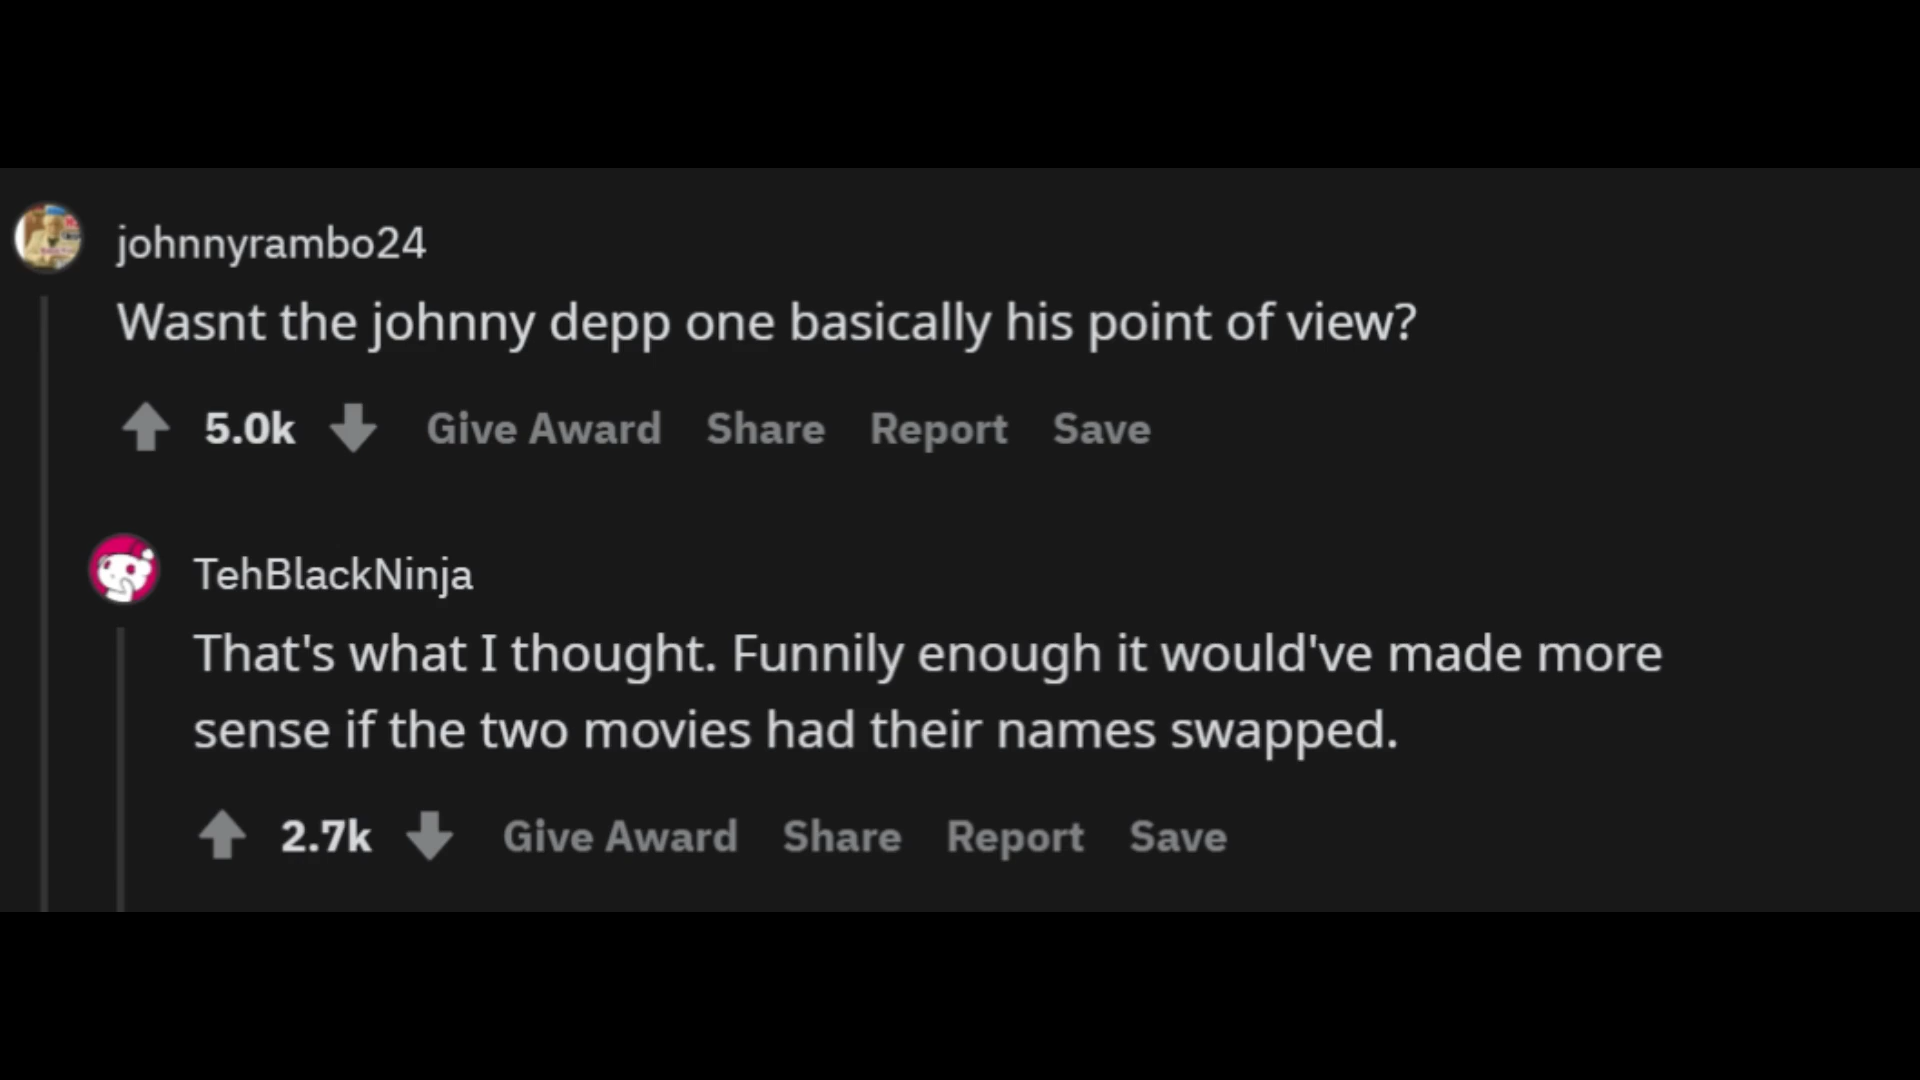 johnnyrambo24
Wasnt the johnny depp one basically his point of view?
5.0k Give Award Share Report Save
TehBlackNinja
That's what I thought. Funnily enough it would've made more
sense if the two movies had their names swapped.
2.7k Give Award Share Report Save